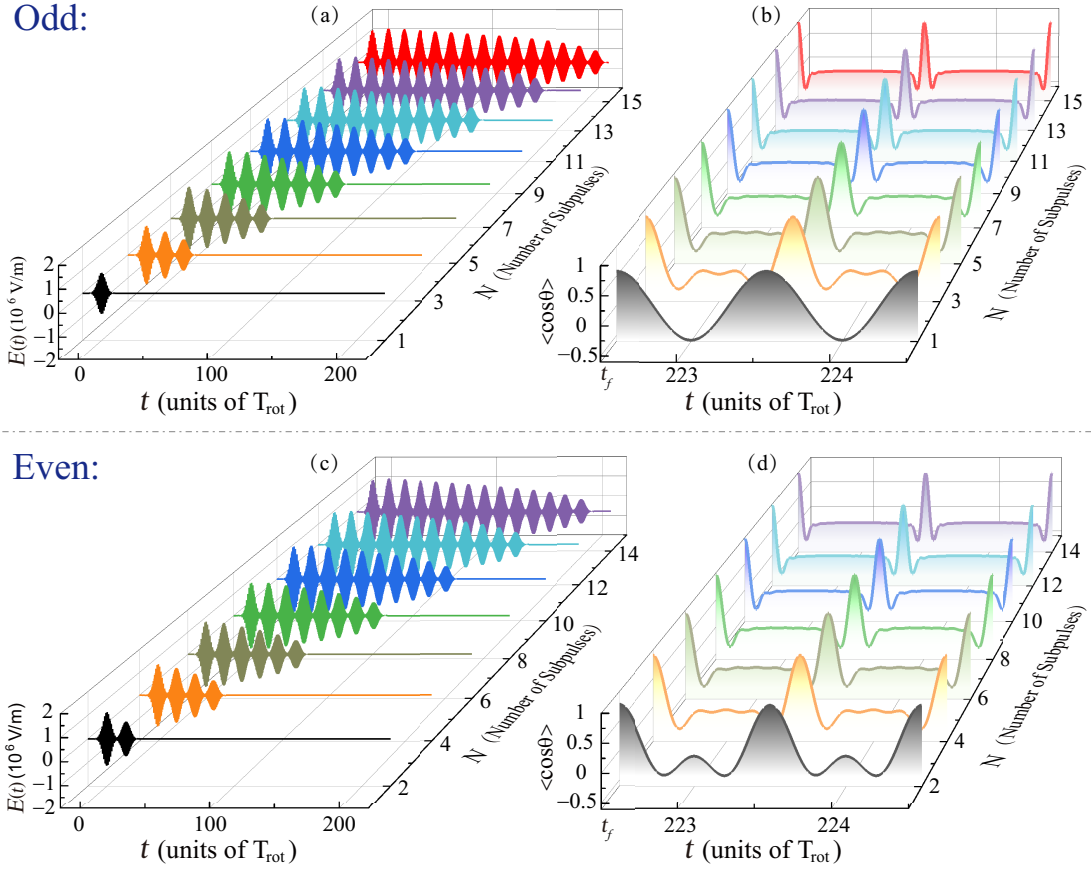 Odd:
(a)
E(t)(10⁶ V/m)
2
1
0
−1
−2
0
100
200
t (units of T_rot)
1
3
5
7
9
11
13
15
N (Number of Subpulses)
(b)
<cosθ>
1
0.5
0
−0.5
t_f
223
224
t (units of T_rot)
1
3
5
7
9
11
13
15
N (Number of Subpulses)
Even:
(c)
E(t)(10⁶ V/m)
2
1
0
−1
−2
0
100
200
t (units of T_rot)
2
4
6
8
10
12
14
N (Number of Subpulses)
(d)
<cosθ>
1
0.5
0
−0.5
t_f
223
224
t (units of T_rot)
2
4
6
8
10
12
14
N (Number of Subpulses)